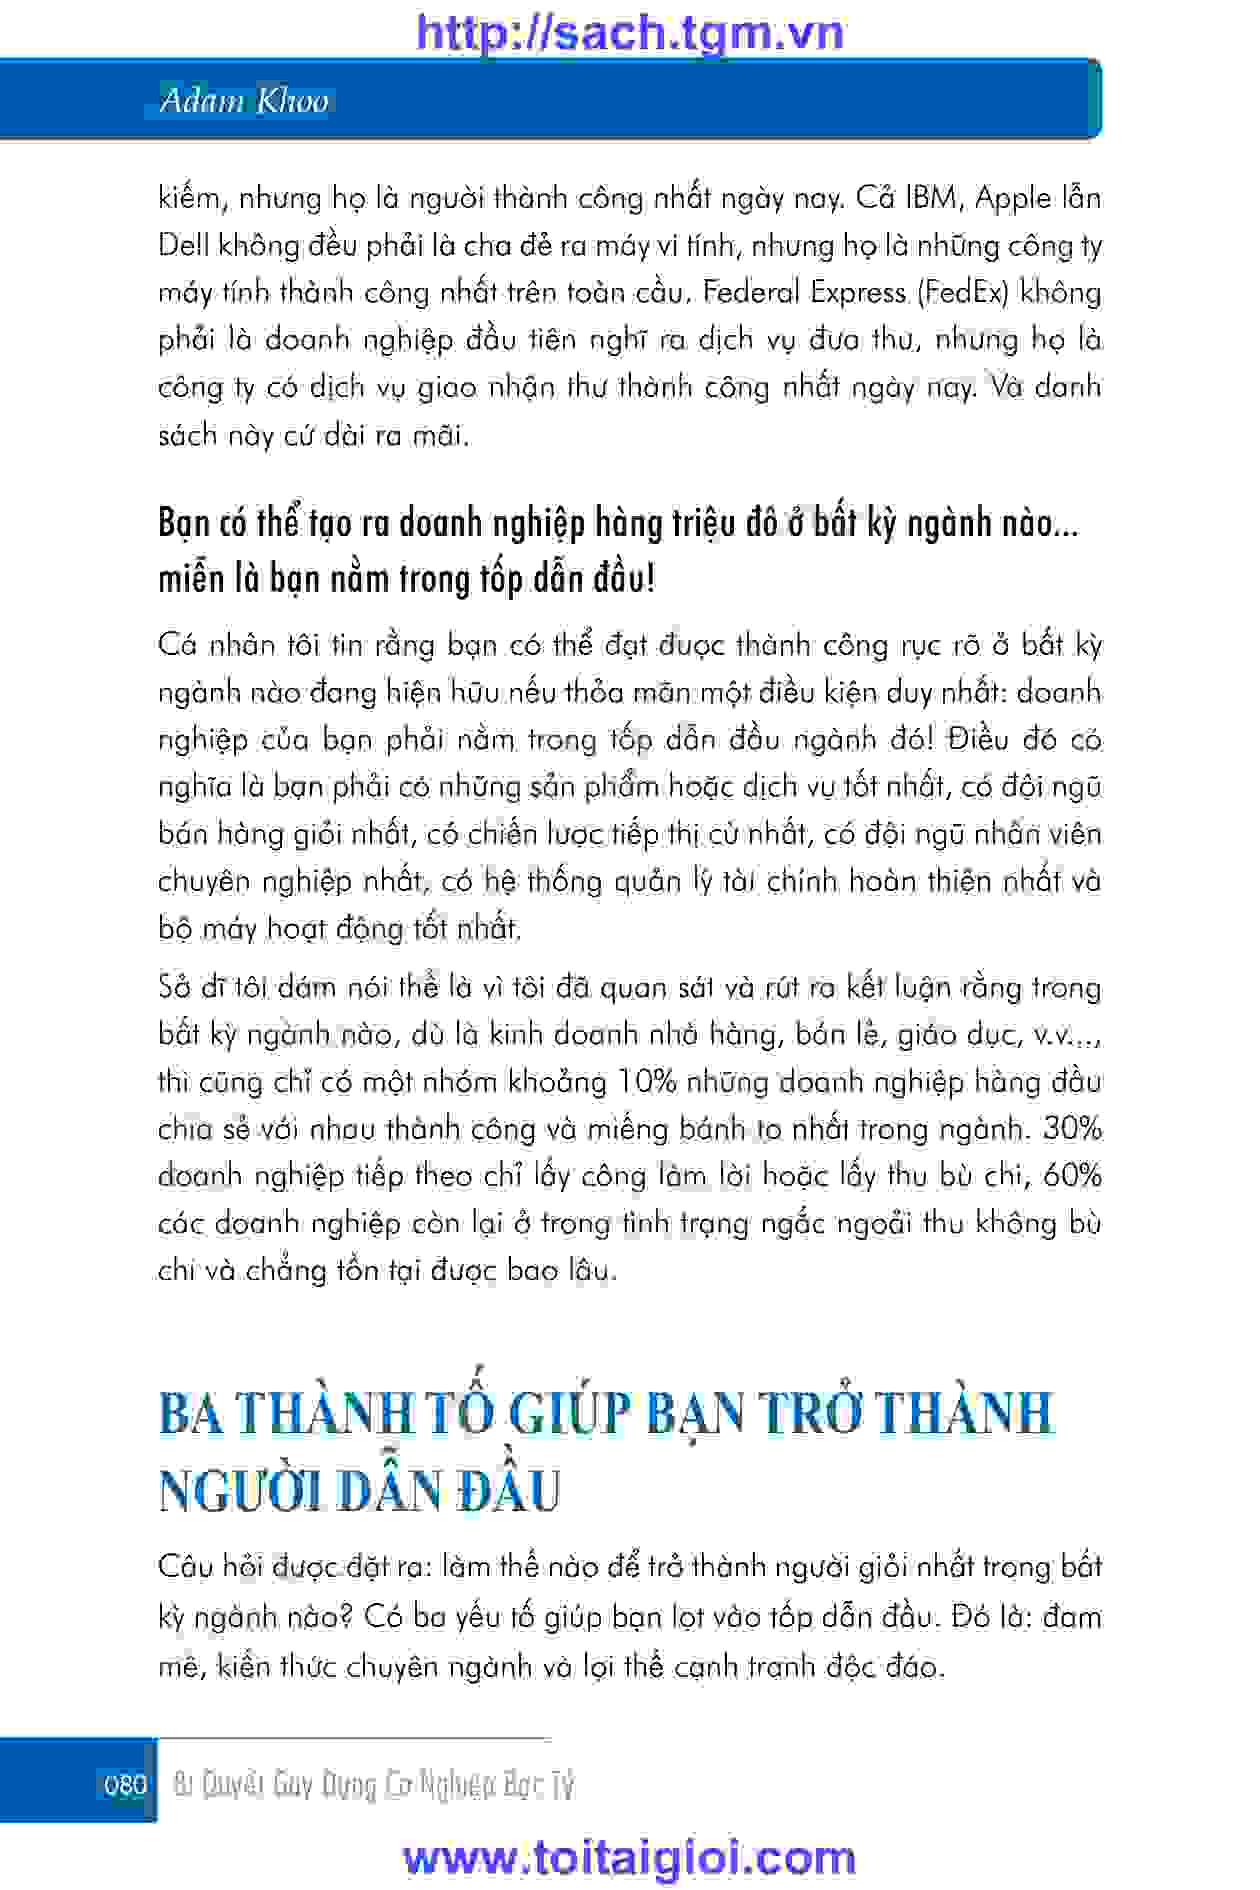 http://sach.tgm.vn
Adam Khoo
kiếm, nhưng họ là người thành công nhất ngày nay. Cả IBM, Apple lẫn
Dell không đều phải là cha đẻ ra máy vi tính, nhưng họ là những công ty
máy tính thành công nhất trên toàn cầu. Federal Express (FedEx) không
phải là doanh nghiệp đầu tiên nghĩ ra dịch vụ đưa thư, nhưng họ là
công ty có dịch vụ giao nhận thư thành công nhất ngày nay. Và danh
sách này cứ dài ra mãi.
Bạn có thể tạo ra doanh nghiệp hàng triệu đô ở bất kỳ ngành nào...
miễn là bạn nằm trong tốp dẫn đầu!
Cá nhân tôi tin rằng bạn có thể đạt được thành công rực rỡ ở bất kỳ
ngành nào đang hiện hữu nếu thỏa mãn một điều kiện duy nhất: doanh
nghiệp của bạn phải nằm trong tốp dẫn đầu ngành đó! Điều đó có
nghĩa là bạn phải có những sản phẩm hoặc dịch vụ tốt nhất, có đội ngũ
bán hàng giỏi nhất, có chiến lược tiếp thị cừ nhất, có đội ngũ nhân viên
chuyên nghiệp nhất, có hệ thống quản lý tài chính hoàn thiện nhất và
bộ máy hoạt động tốt nhất.
Sở dĩ tôi dám nói thế là vì tôi đã quan sát và rút ra kết luận rằng trong
bất kỳ ngành nào, dù là kinh doanh nhà hàng, bán lẻ, giáo dục, v.v...,
thì cũng chỉ có một nhóm khoảng 10% những doanh nghiệp hàng đầu
chia sẻ với nhau thành công và miếng bánh to nhất trong ngành. 30%
doanh nghiệp tiếp theo chỉ lấy công làm lời hoặc lấy thu bù chi, 60%
các doanh nghiệp còn lại ở trong tình trạng ngắc ngoải thu không bù
chi và chẳng tồn tại được bao lâu.
BA THÀNH TỐ GIÚP BẠN TRỞ THÀNH
NGƯỜI DẪN ĐẦU
Câu hỏi được đặt ra: làm thế nào để trở thành người giỏi nhất trong bất
kỳ ngành nào? Có ba yếu tố giúp bạn lọt vào tốp dẫn đầu. Đó là: đam
mê, kiến thức chuyên ngành và lợi thế cạnh tranh độc đáo.
080 Bí Quyết Gây Dựng Cơ Nghiệp Bạc Tỷ
www.toitaigioi.com